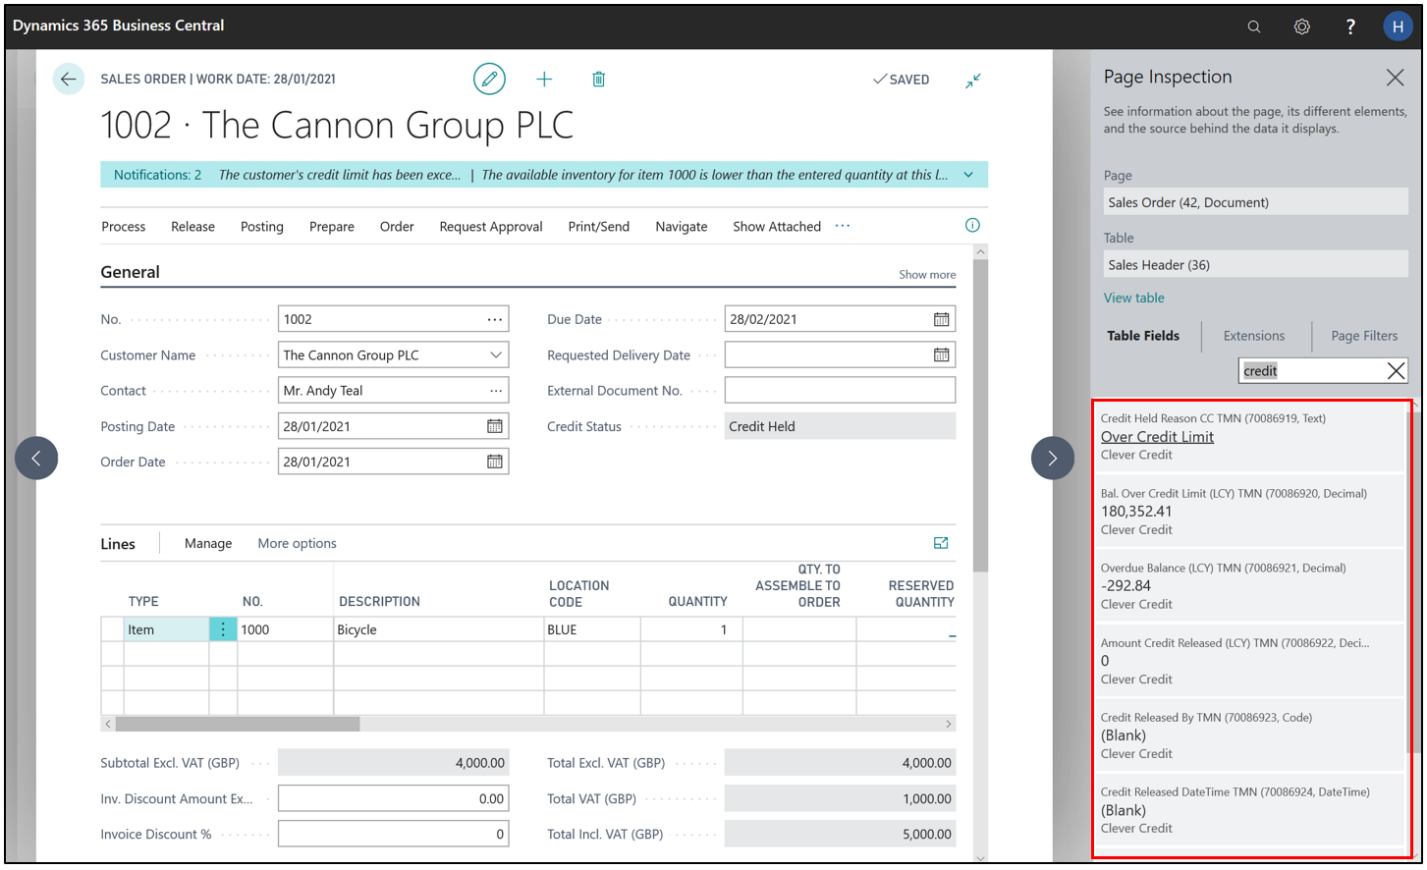 Dynamics 365 Business Central
? H
SALES ORDER | WORK DATE: 28/01/2021
SAVED
1002 · The Cannon Group PLC
Notifications: 2 The customer's credit limit has been exce... | The available inventory for item 1000 is lower than the entered quantity at this l...
Process Release Posting Prepare Order Request Approval Print/Send Navigate Show Attached ...
General Show more
No. 1002 ... Due Date 28/02/2021
Customer Name The Cannon Group PLC Requested Delivery Date
Contact Mr. Andy Teal ... External Document No.
Posting Date 28/01/2021 Credit Status Credit Held
Order Date 28/01/2021
Lines Manage More options
TYPE NO. DESCRIPTION LOCATION CODE QUANTITY QTY. TO ASSEMBLE TO ORDER RESERVED QUANTITY
Item 1000 Bicycle BLUE 1 _
Subtotal Excl. VAT (GBP) 4,000.00 Total Excl. VAT (GBP) 4,000.00
Inv. Discount Amount Ex... 0.00 Total VAT (GBP) 1,000.00
Invoice Discount % 0 Total Incl. VAT (GBP) 5,000.00
Page Inspection
See information about the page, its different elements,
and the source behind the data it displays.
Page
Sales Order (42, Document)
Table
Sales Header (36)
View table
Table Fields Extensions Page Filters
credit
Credit Held Reason CC TMN (70086919, Text)
Over Credit Limit
Clever Credit
Bal. Over Credit Limit (LCY) TMN (70086920, Decimal)
180,352.41
Clever Credit
Overdue Balance (LCY) TMN (70086921, Decimal)
-292.84
Clever Credit
Amount Credit Released (LCY) TMN (70086922, Deci...
0
Clever Credit
Credit Released By TMN (70086923, Code)
(Blank)
Clever Credit
Credit Released DateTime TMN (70086924, DateTime)
(Blank)
Clever Credit